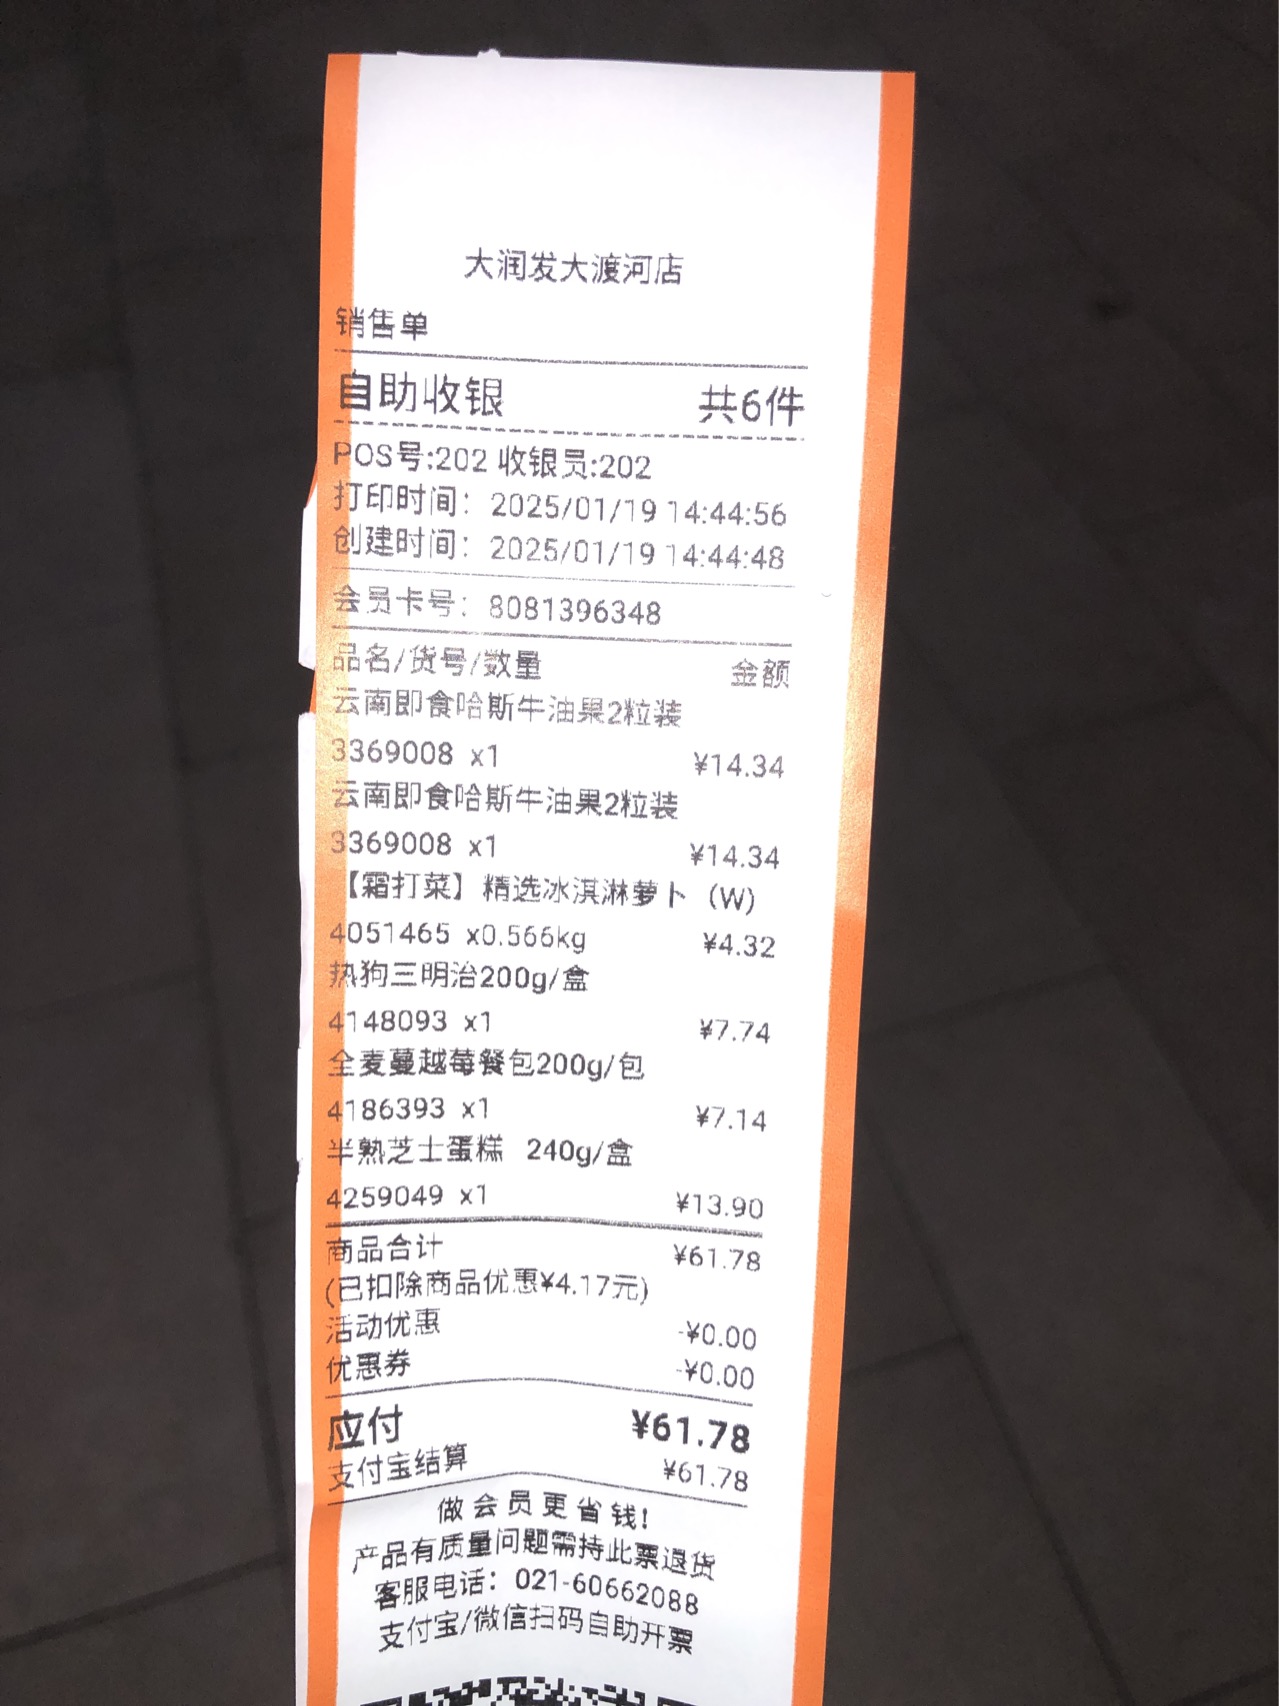 大润发大渡河店
销售单
自助收银 共6件
POS号:202 收银员:202
打印时间: 2025/01/19 14:44:56
创建时间: 2025/01/19 14:44:48
会员卡号: 8081396348
品名/货号/数量 金额
云南即食哈斯牛油果2粒装
3369008 x1 ¥14.34
云南即食哈斯牛油果2粒装
3369008 x1 ¥14.34
【霜打菜】精选冰淇淋萝卜（W）
4051465 x0.566kg ¥4.32
热狗三明治200g/盒
4148093 x1 ¥7.74
全麦蔓越莓餐包200g/包
4186393 x1 ¥7.14
半熟芝士蛋糕 240g/盒
4259049 x1 ¥13.90
商品合计 ¥61.78
(已扣除商品优惠¥4.17元)
活动优惠 -¥0.00
优惠券 -¥0.00
应付 ¥61.78
支付宝结算 ¥61.78
做会员更省钱!
产品有质量问题需持此票退货
客服电话: 021-60662088
支付宝/微信扫码自助开票